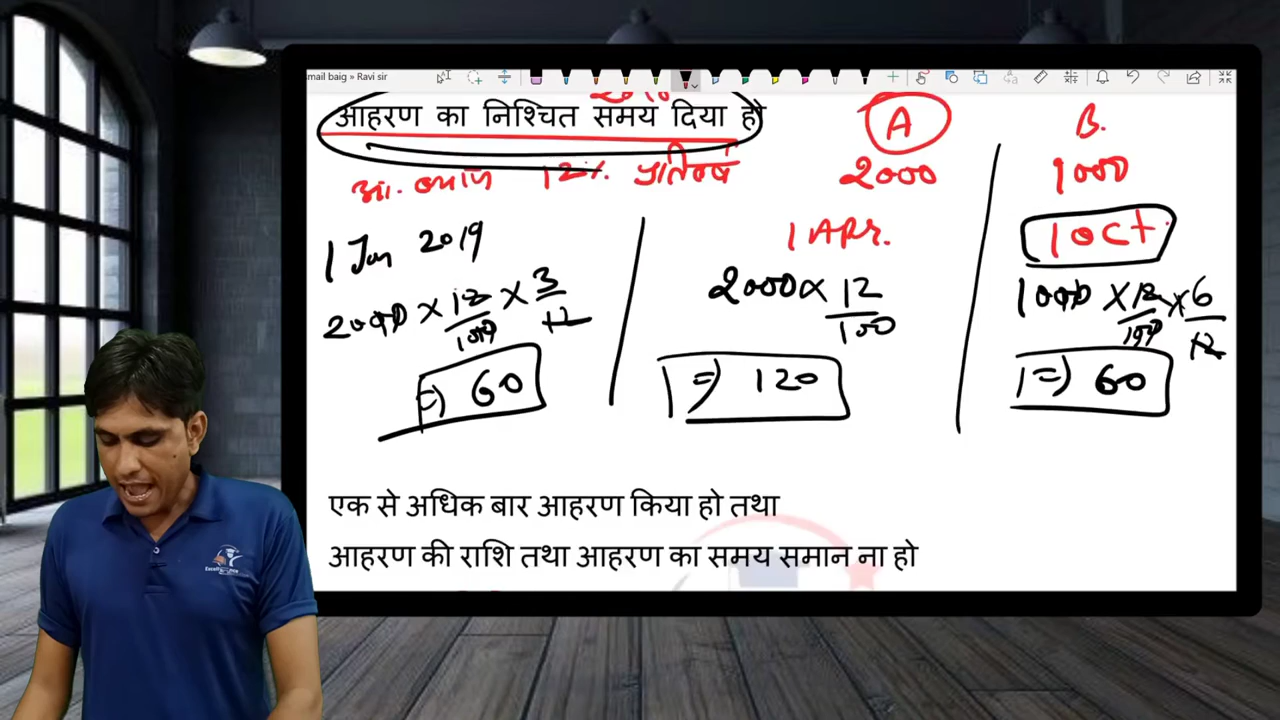 mail baig » Ravi sir
आहरण का निश्चित समय दिया हो
आ. ब्याज 12% प्रतिवर्ष
A
2000
B.
1000
1 Jan 2019
2000 × 12/100 × 3/12
=) 60
1 APR.
2000 × 12/100
=) 120
1 Oct.
1000 × 12/100 × 6/12
=) 60
एक से अधिक बार आहरण किया हो तथा
आहरण की राशि तथा आहरण का समय समान ना हो